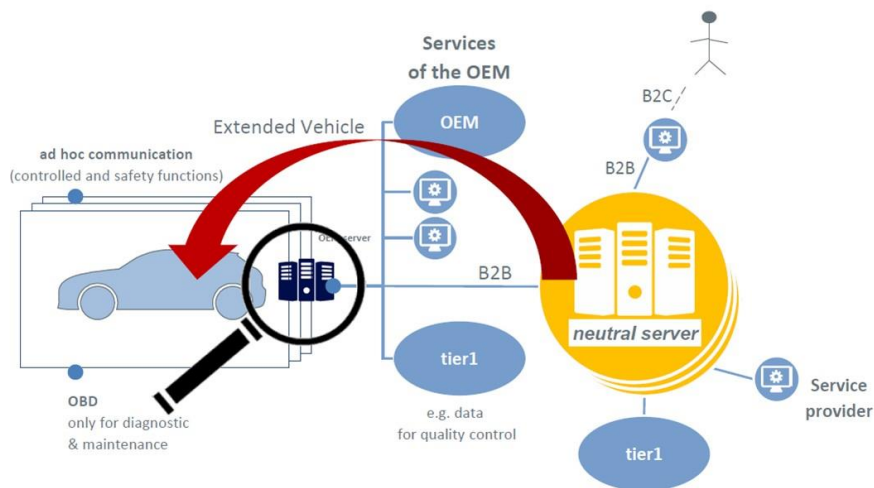 Services
of the OEM
OEM
Extended Vehicle
ad hoc communication
(controlled and safety functions)
server
B2B
tier1
e.g. data
for quality control
OBD
only for diagnostic
& maintenance
B2C
B2B
neutral server
Service
provider
tier1